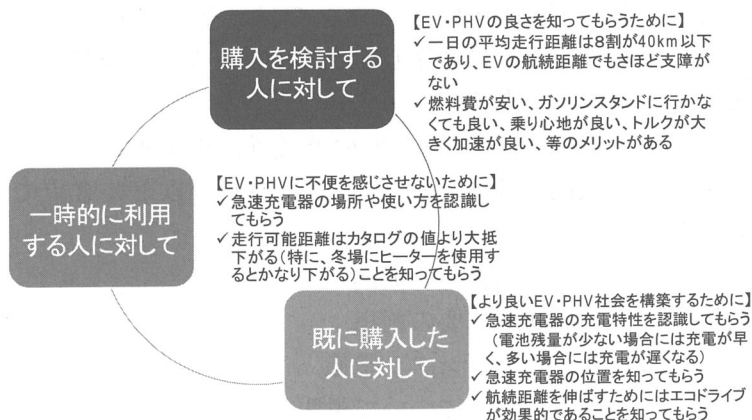 購入を検討する
人に対して
【EV・PHVの良さを知ってもらうために】
✓一日の平均走行距離は8割が40km以下
であり、EVの航続距離でもさほど支障が
ない
✓燃料費が安い、ガソリンスタンドに行かな
くても良い、乗り心地が良い、トルクが大
きく加速が良い、等のメリットがある
一時的に利用
する人に対して
【EV・PHVに不便を感じさせないために】
✓急速充電器の場所や使い方を認識し
てもらう
✓走行可能距離はカタログの値より大抵
下がる(特に、冬場にヒーターを使用す
るとかなり下がる)ことを知ってもらう
既に購入した
人に対して
【より良いEV・PHV社会を構築するために】
✓急速充電器の充電特性を認識してもらう
(電池残量が少ない場合には充電が早
く、多い場合には充電が遅くなる)
✓急速充電器の位置を知ってもらう
✓航続距離を伸ばすためにはエコドライブ
が効果的であることを知ってもらう